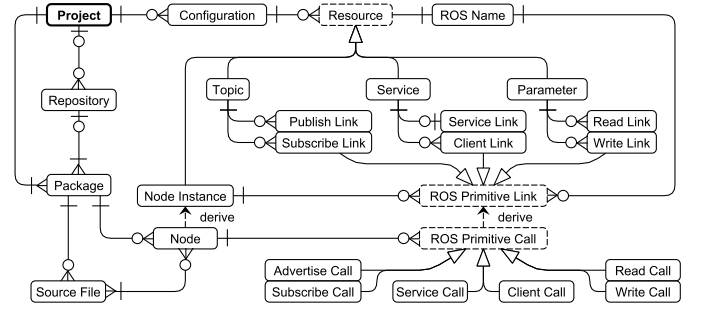 Project
Configuration
Resource
ROS Name
Repository
Topic
Service
Parameter
Publish Link
Service Link
Read Link
Subscribe Link
Client Link
Write Link
Package
Node Instance
ROS Primitive Link
derive
derive
Node
ROS Primitive Call
Advertise Call
Read Call
Source File
Subscribe Call
Service Call
Client Call
Write Call